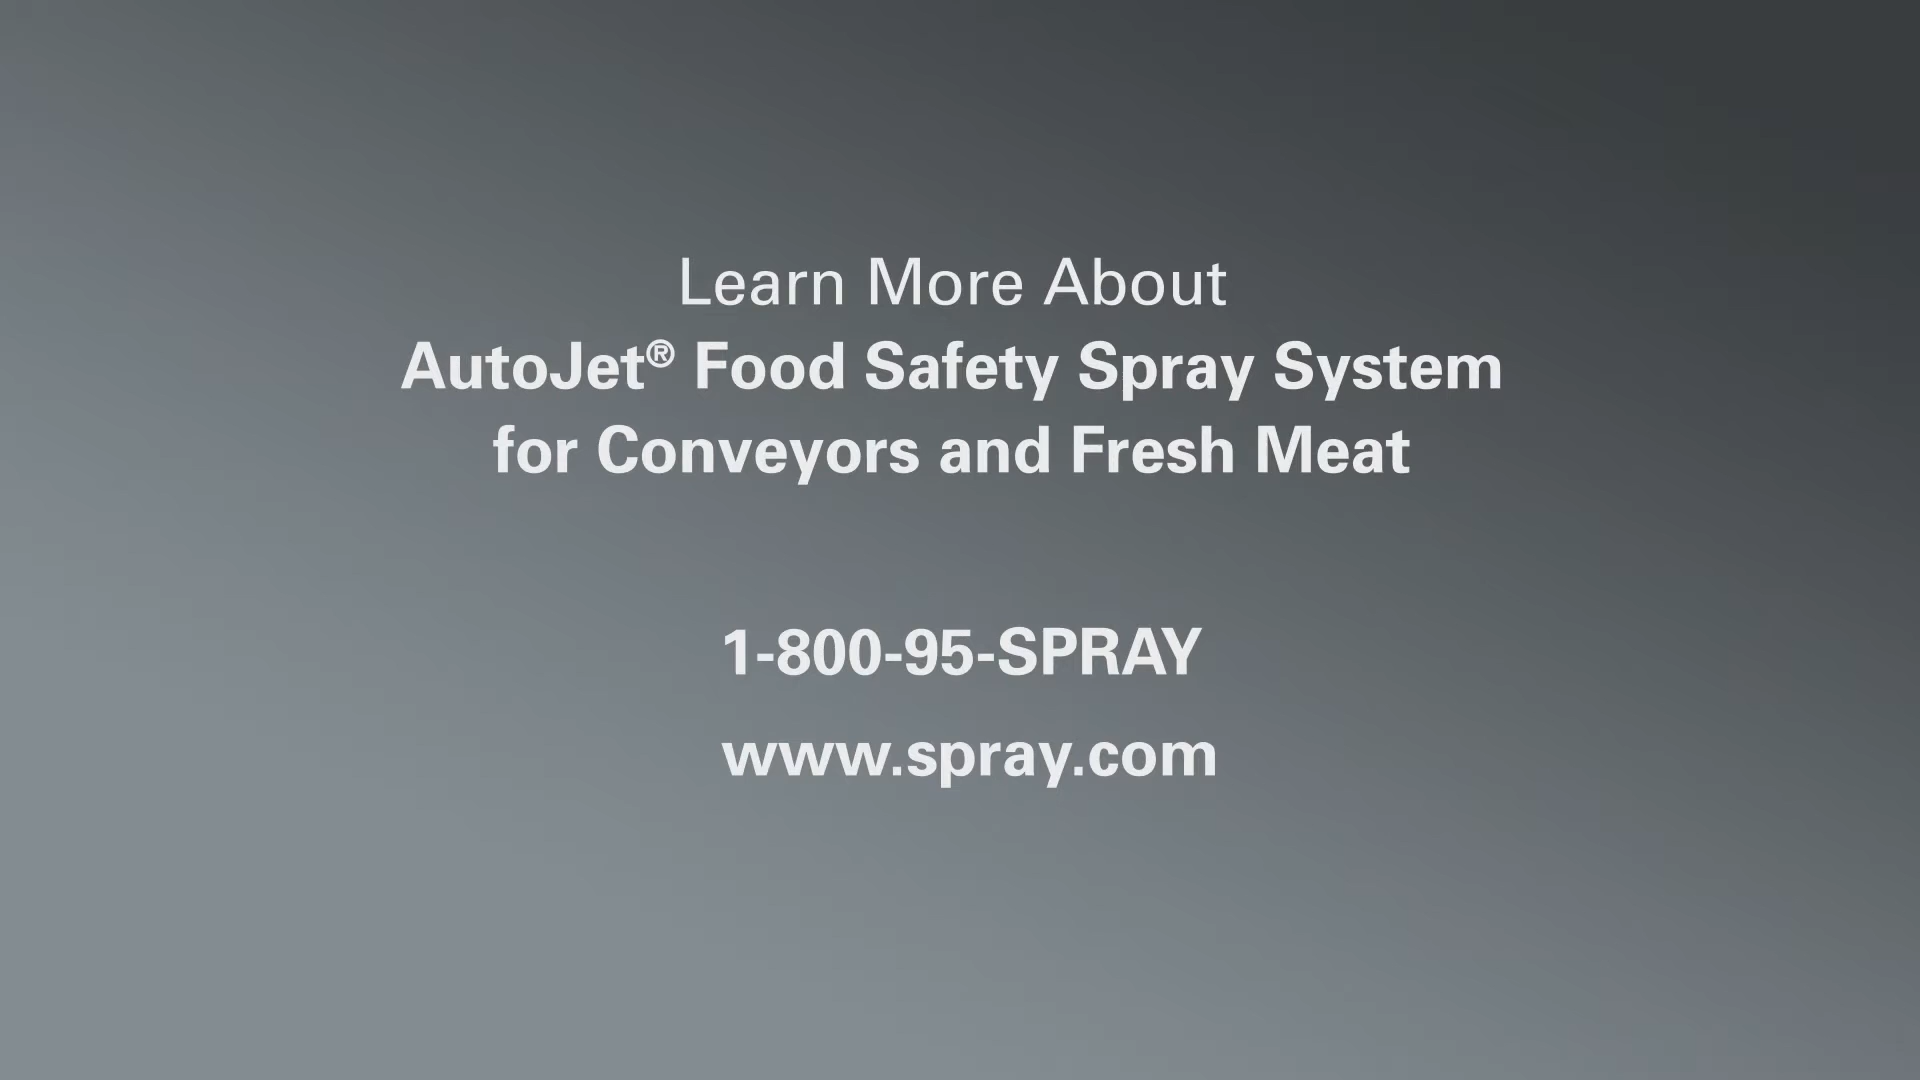 Learn More About
AutoJet® Food Safety Spray System
for Conveyors and Fresh Meat
1-800-95-SPRAY
www.spray.com